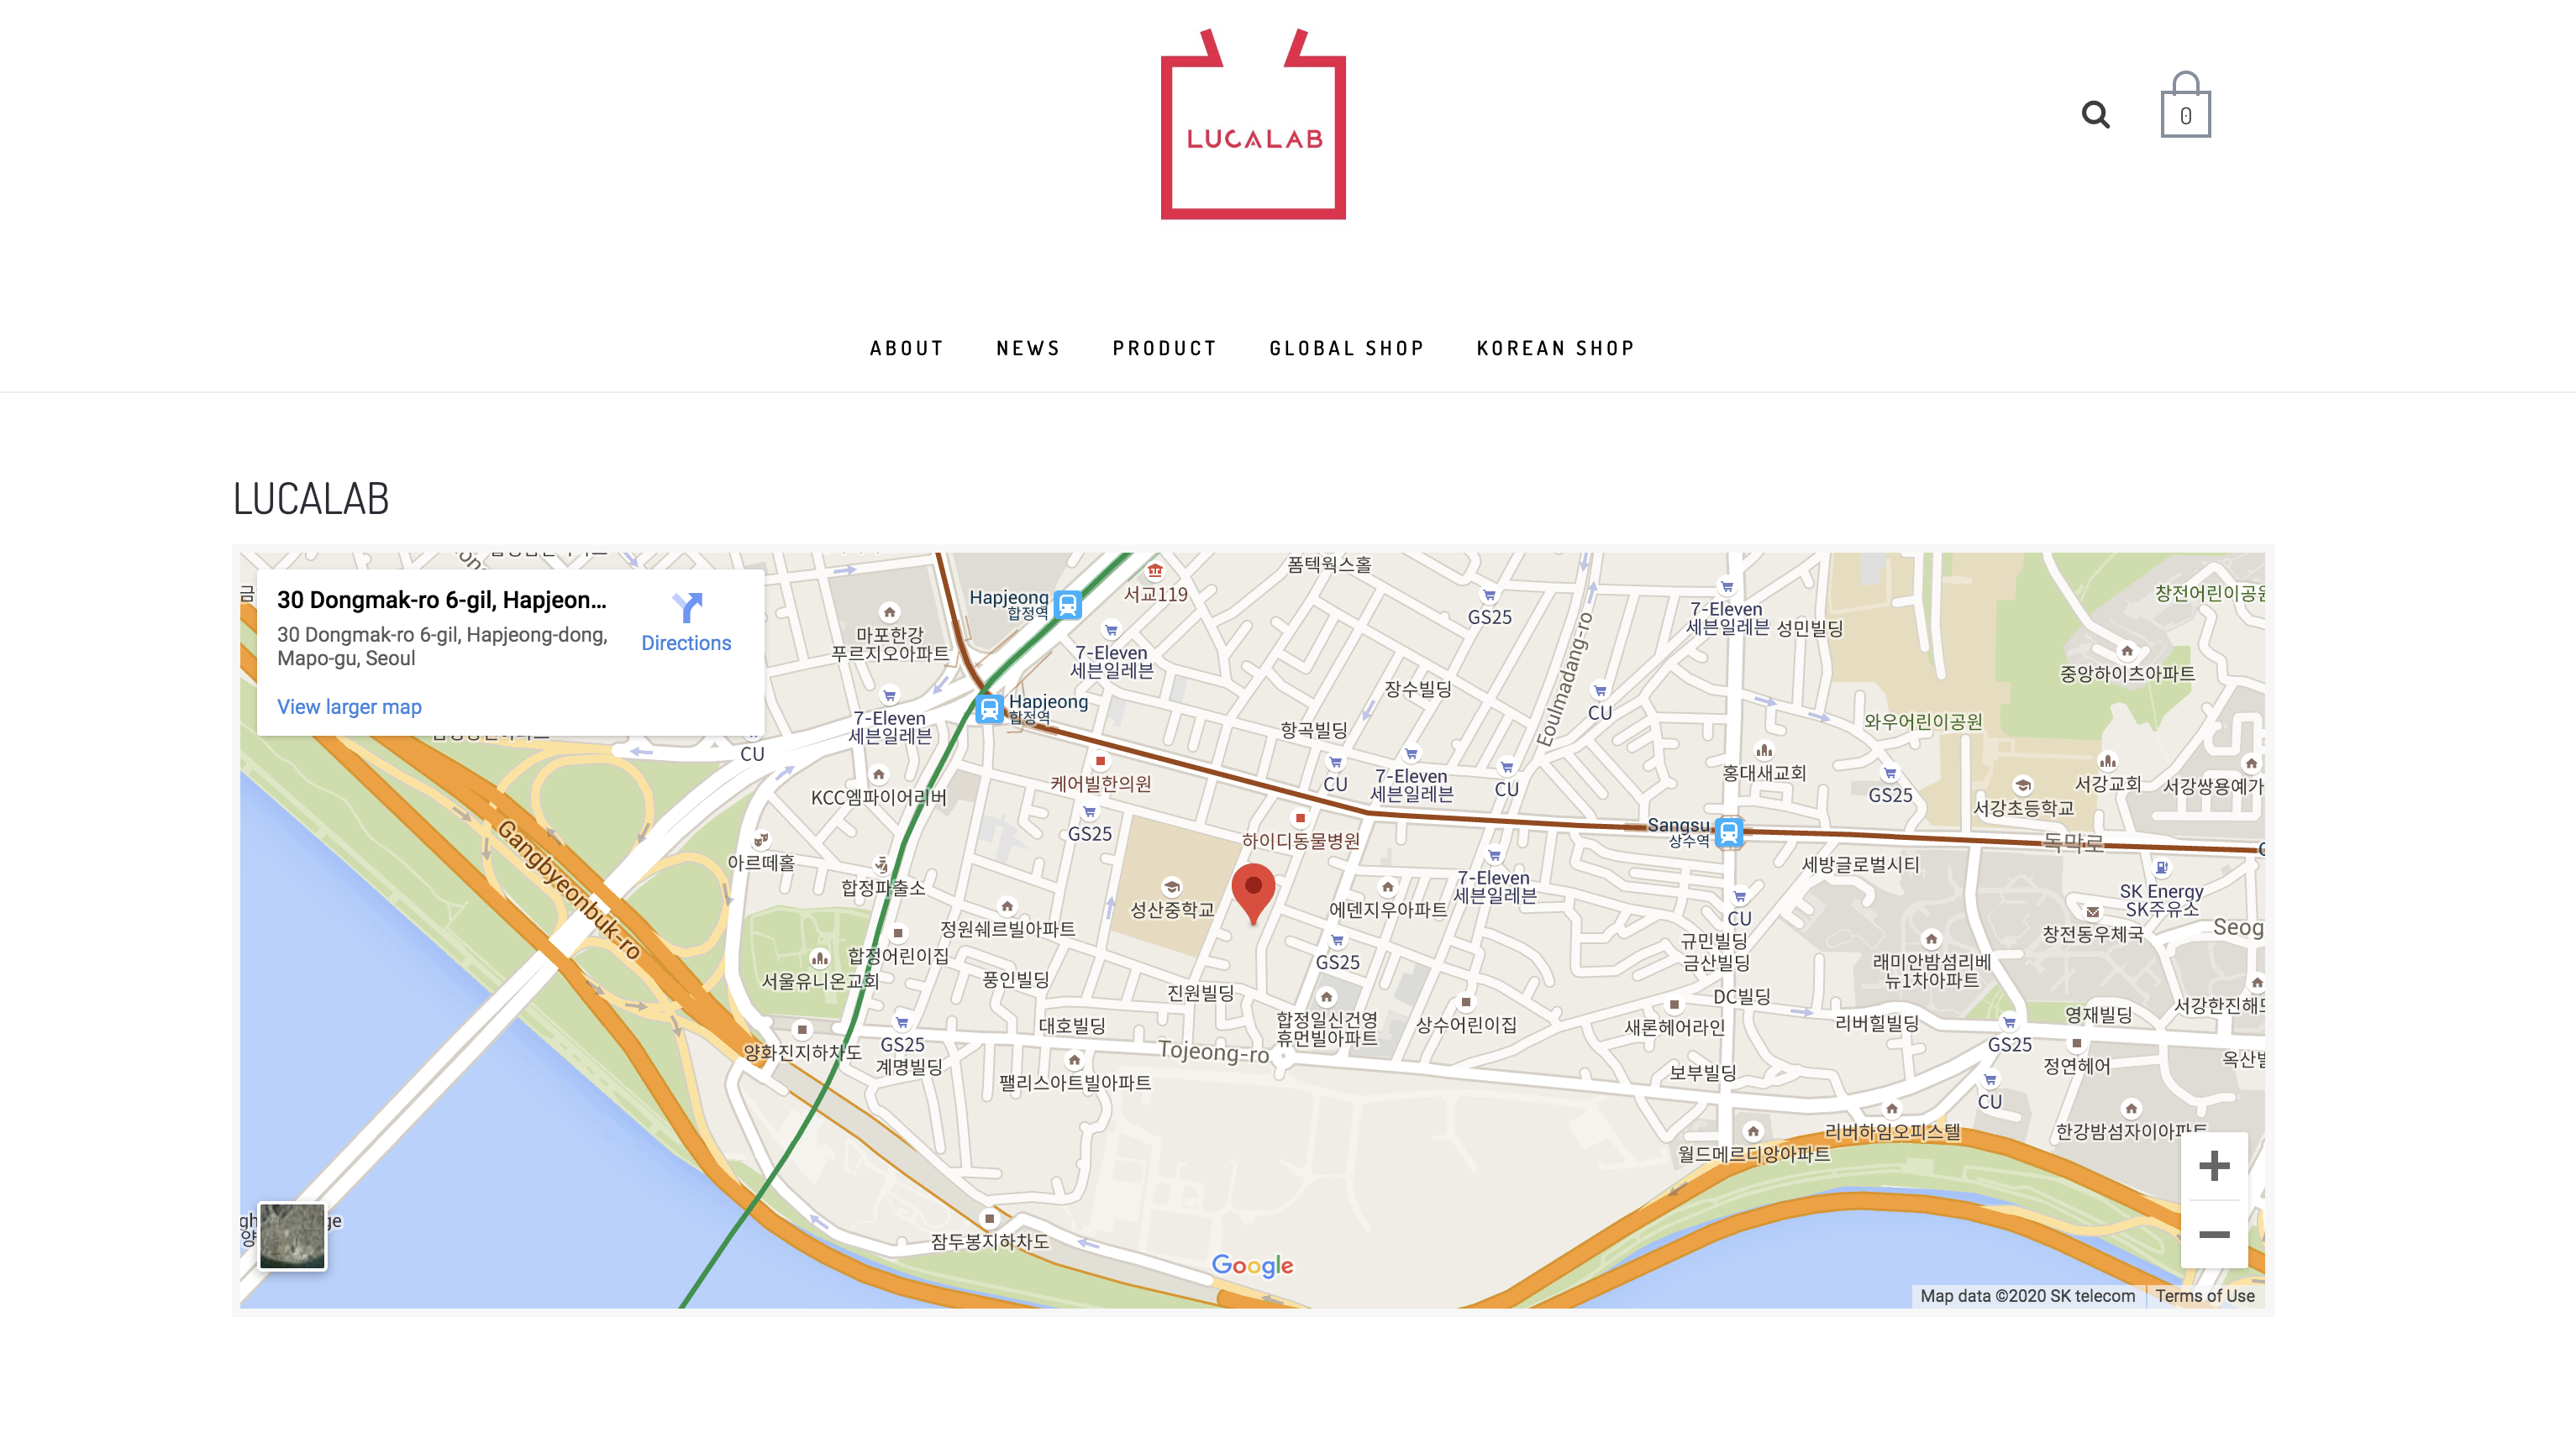 LUCALAB
0
ABOUT
NEWS
PRODUCT
GLOBAL SHOP
KOREAN SHOP
LUCALAB
30 Dongmak-ro 6-gil, Hapjeon...
30 Dongmak-ro 6-gil, Hapjeong-dong,
Mapo-gu, Seoul
Directions
View larger map
폼텍웍스홀
Hapjeong
합정역
서교119
GS25
7-Eleven
세븐일레븐
성민빌딩
창전어린이공원
마포한강
푸르지오아파트
7-Eleven
세븐일레븐
중앙하이츠아파트
장수빌딩
Eoulmadang-ro
CU
Hapjeong
합정역
7-Eleven
세븐일레븐
항곡빌딩
와우어린이공원
CU
케어빌한의원
CU
7-Eleven
세븐일레븐
CU
홍대새교회
GS25
서강초등학교
서강교회
서강쌍용예가
KCC엠파이어리버
Gangbyeonbuk-ro
GS25
하이디동물병원
Sangsu
상수역
독막로
아르떼홀
합정파출소
세방글로벌시티
7-Eleven
세븐일레븐
SK Energy
SK주유소
성산중학교
에덴지우아파트
CU
정원쉐르빌아파트
창전동우체국
Seog
합정어린이집
GS25
규민빌딩
금산빌딩
래미안밤섬리베
뉴1차아파트
서울유니온교회
풍인빌딩
진원빌딩
DC빌딩
서강한진해
대호빌딩
합정일신건영
휴먼빌아파트
상수어린이집
새론헤어라인
리버힐빌딩
영재빌딩
양화진지하차도
GS25
계명빌딩
Tojeong-ro
GS25
정연헤어
옥산빌
팰리스아트빌아파트
보부빌딩
CU
리버하임오피스텔
한강밤섬자이아파트
월드메르디앙아파트
잠두봉지하차도
Google
Map data ©2020 SK telecom
Terms of Use